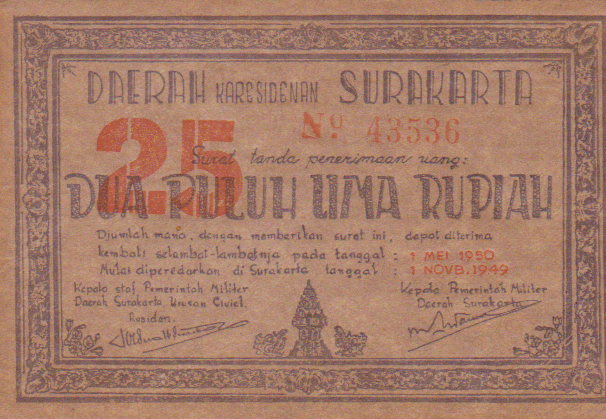 DAERAH KARESIDENAN SURAKARTA
No 43536
25
Surat tanda penerimaan uang:
DUA PULUH LIMA RUPIAH
Djumlah mana, dengan memberikan surat ini, dapat diterima
kembali selambat-lambatnja pada tanggal : 1 MEI 1950
Mulai diperedarkan di Surakarta tanggal : 1 NOVB. 1949
Kepala staf Pemerintah Militer
Daerah Surakarta, Urusan Civiel.
Residen.
Kepala Pemerintah Militer
Daerah Surakarta